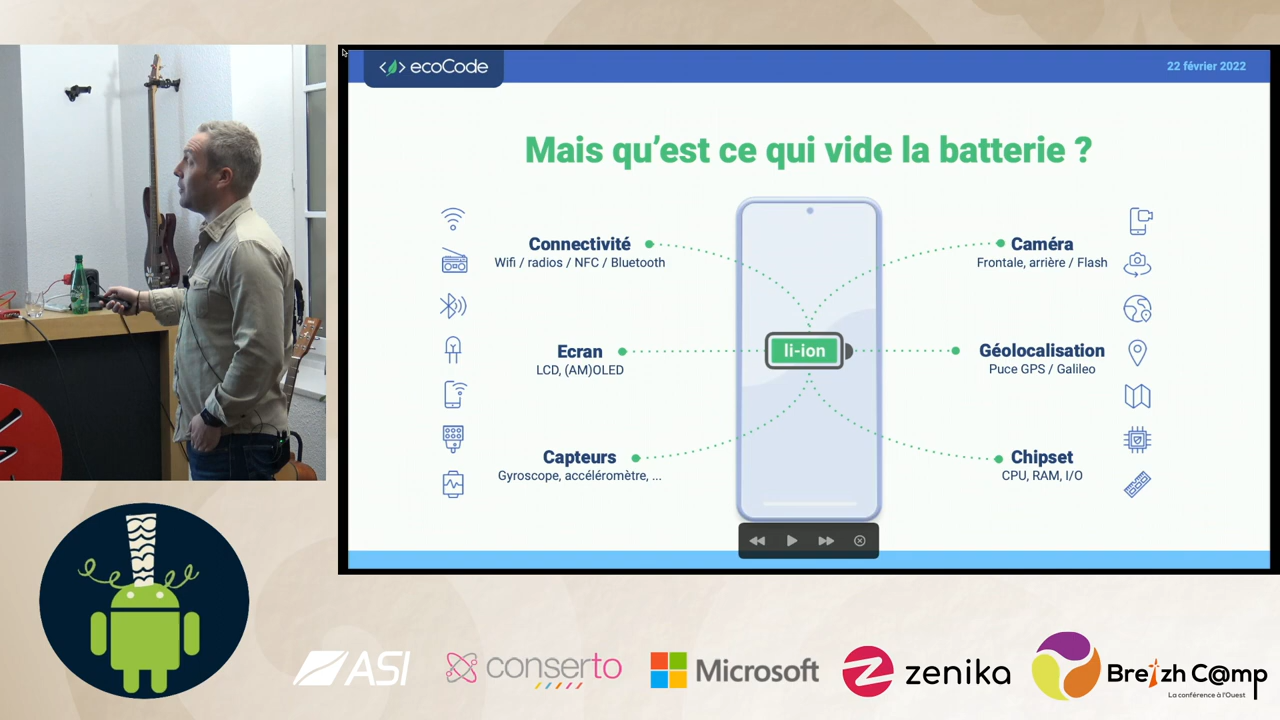 ecoCode
22 février 2022
Mais qu'est ce qui vide la batterie ?
Connectivité
Wifi / radios / NFC / Bluetooth
Ecran
LCD, (AM)OLED
Capteurs
Gyroscope, accéléromètre, ...
li-ion
Caméra
Frontale, arrière / Flash
Géolocalisation
Puce GPS / Galileo
Chipset
CPU, RAM, I/O
ASI
conserto
Microsoft
zenika
Breizh C@mp
La conférence à l'Ouest